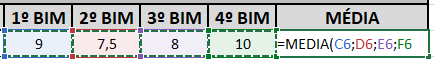 1º BIM 2º BIM 3º BIM 4º BIM MÉDIA
9 7,5 8 10 =MEDIA(C6;D6;E6;F6